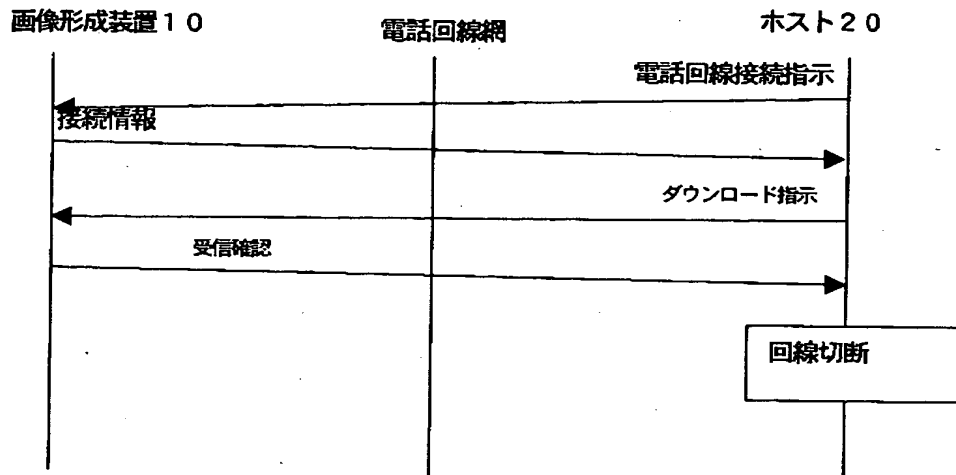 画像形成装置１０
電話回線網
ホスト２０
電話回線接続指示
接続情報
ダウンロード指示
受信確認
回線切断